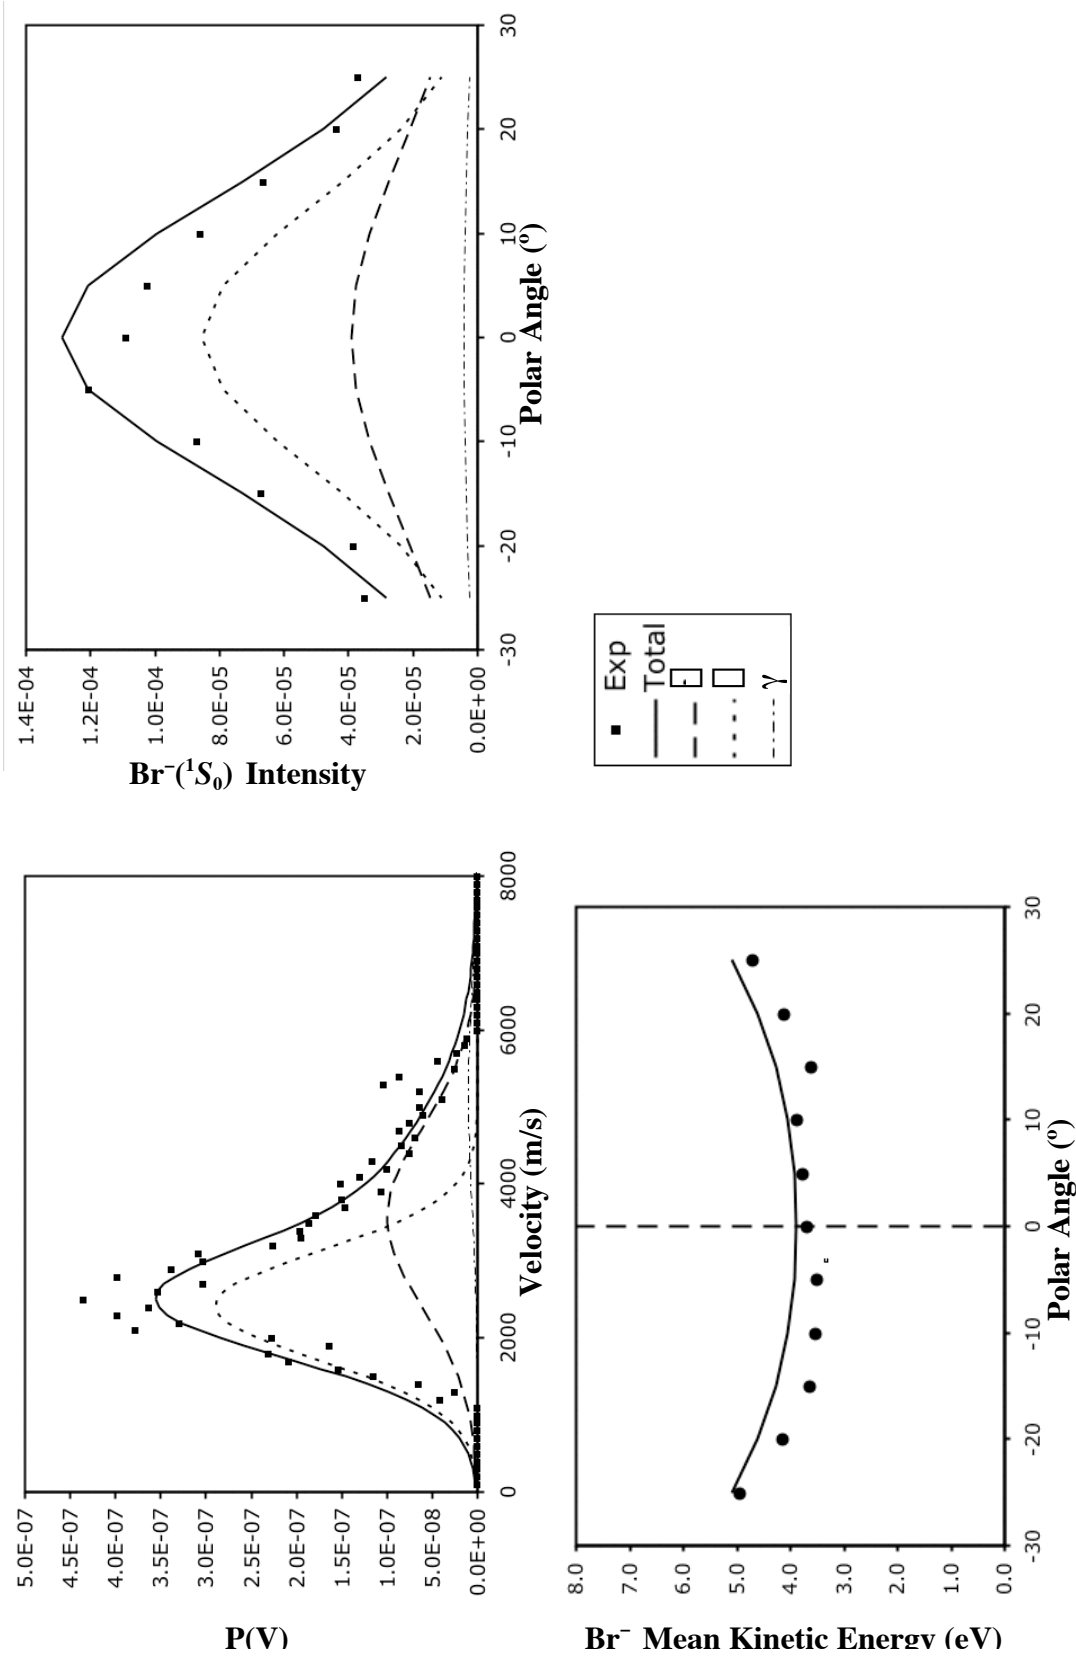 P(V)
5.0E-07
4.5E-07
4.0E-07
3.5E-07
3.0E-07
2.5E-07
2.0E-07
1.5E-07
1.0E-07
5.0E-08
0.0E+00
0
2000
4000
6000
8000
Velocity (m/s)
Br⁻(¹S₀) Intensity
1.4E-04
1.2E-04
1.0E-04
8.0E-05
6.0E-05
4.0E-05
2.0E-05
0.0E+00
-30
-20
-10
0
10
20
30
Polar Angle (º)
Br⁻ Mean Kinetic Energy (eV)
8.0
7.0
6.0
5.0
4.0
3.0
2.0
1.0
0.0
-30
-20
-10
0
10
20
30
Polar Angle (º)
Exp
Total
γ